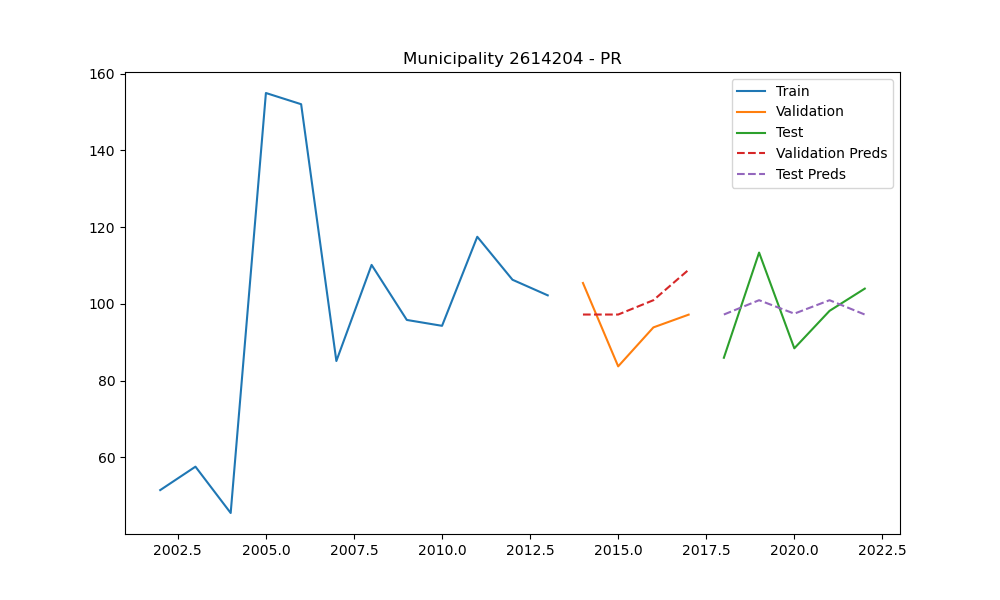 Municipality 2614204 - PR
160
140
120
100
80
60
Train
Validation
Test
Validation Preds
Test Preds
2002.5 2005.0 2007.5 2010.0 2012.5 2015.0 2017.5 2020.0 2022.5